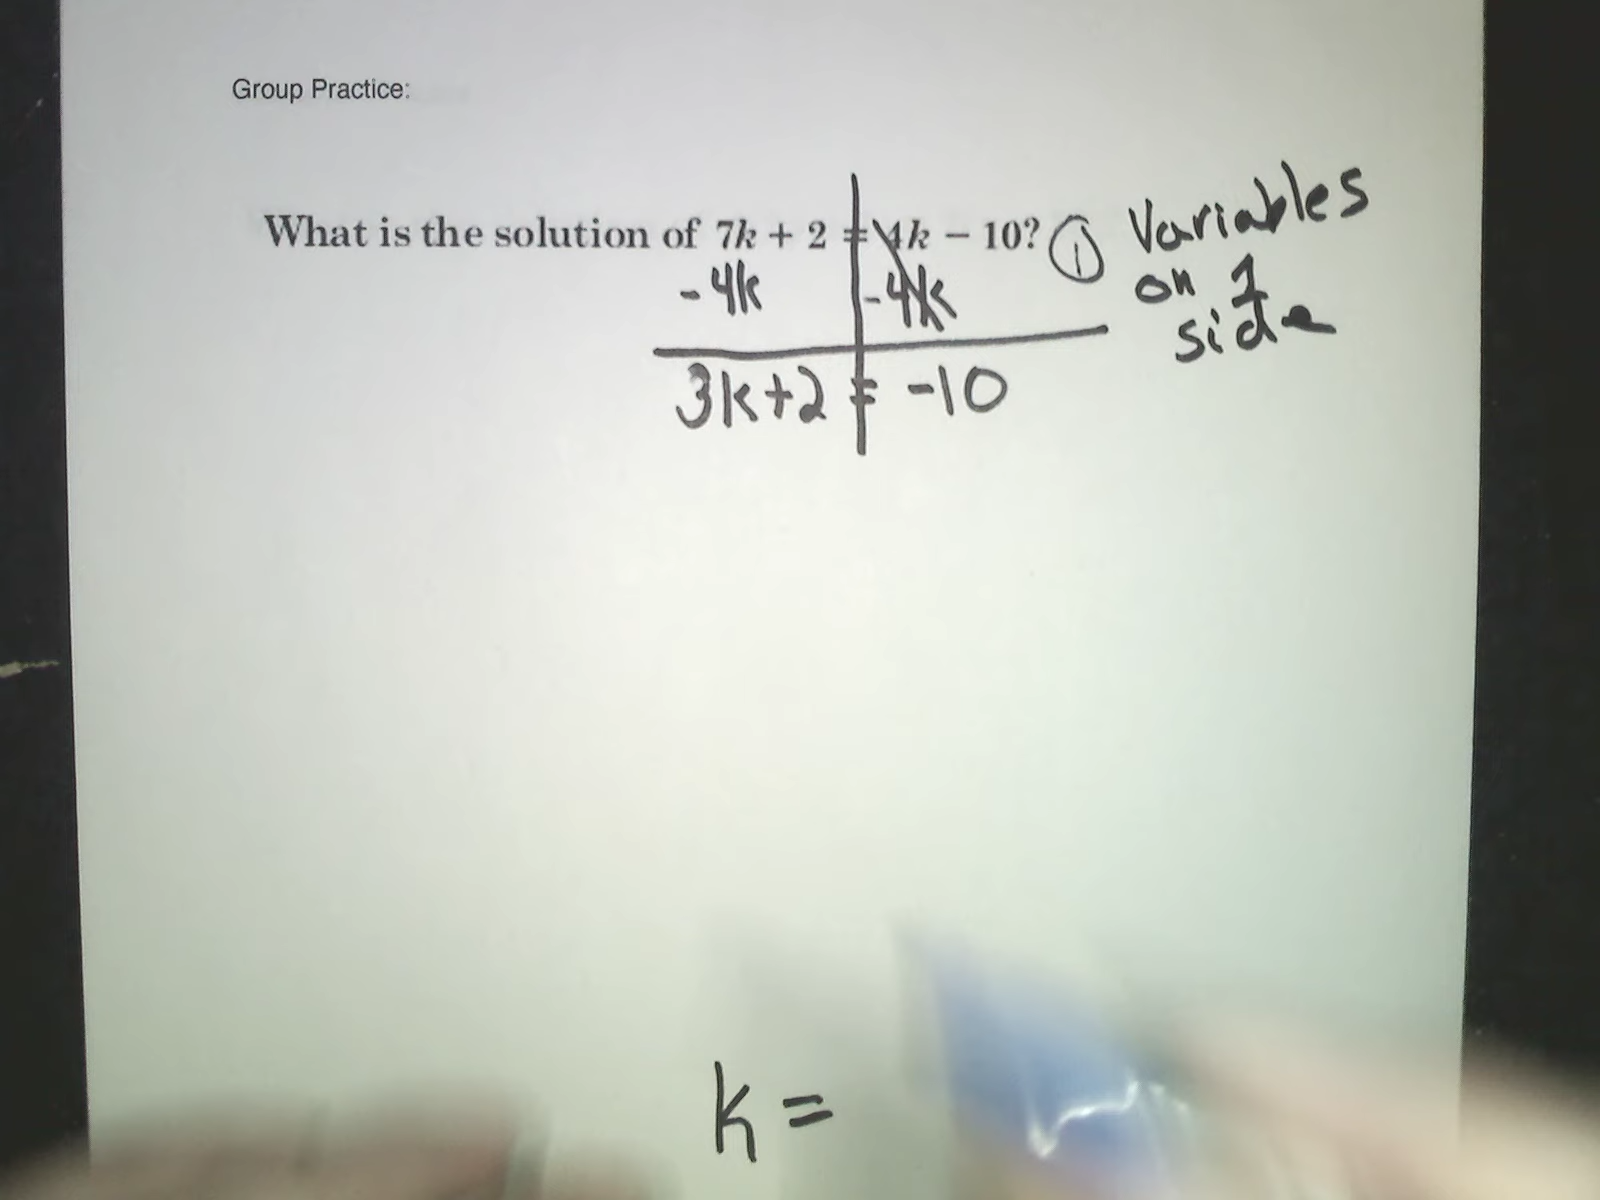 Group Practice:
What is the solution of 7k + 2 = 4k − 10? ① Variables
on 1
side
-4k -4k
3k+2 = -10
k =